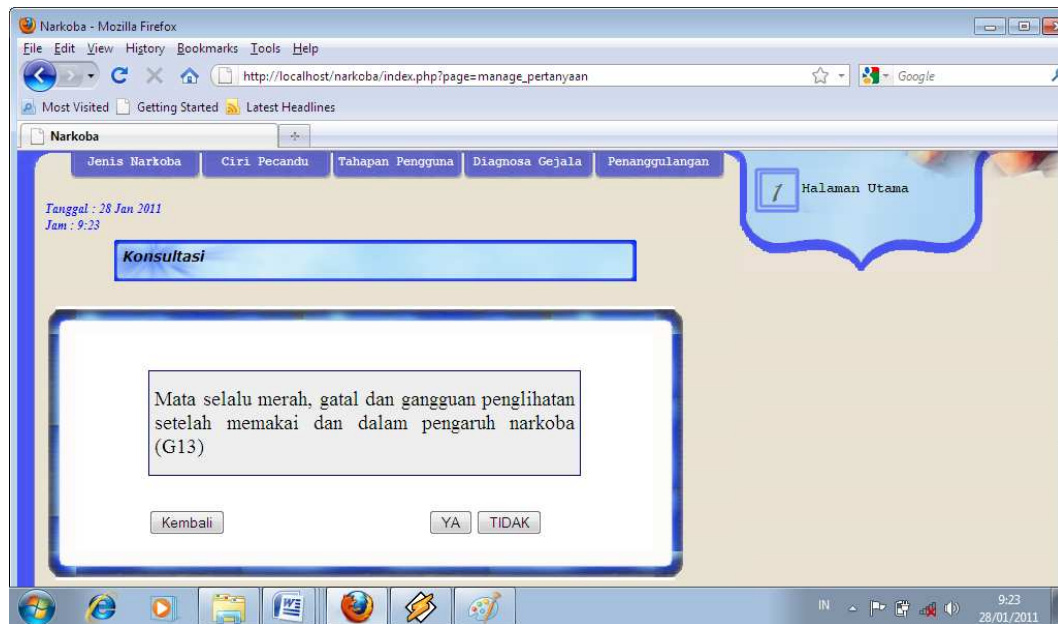 Narkoba - Mozilla Firefox
File Edit View History Bookmarks Tools Help
http://localhost/narkoba/index.php?page=manage_pertanyaan
Google
Most Visited Getting Started Latest Headlines
Narkoba
Jenis Narkoba Ciri Pecandu Tahapan Pengguna Diagnosa Gejala Penanggulangan
1 Halaman Utama
Tanggal : 28 Jan 2011
Jam : 9:23
Konsultasi
Mata selalu merah, gatal dan gangguan penglihatan
setelah memakai dan dalam pengaruh narkoba
(G13)
Kembali YA TIDAK
IN 9:23
28/01/2011